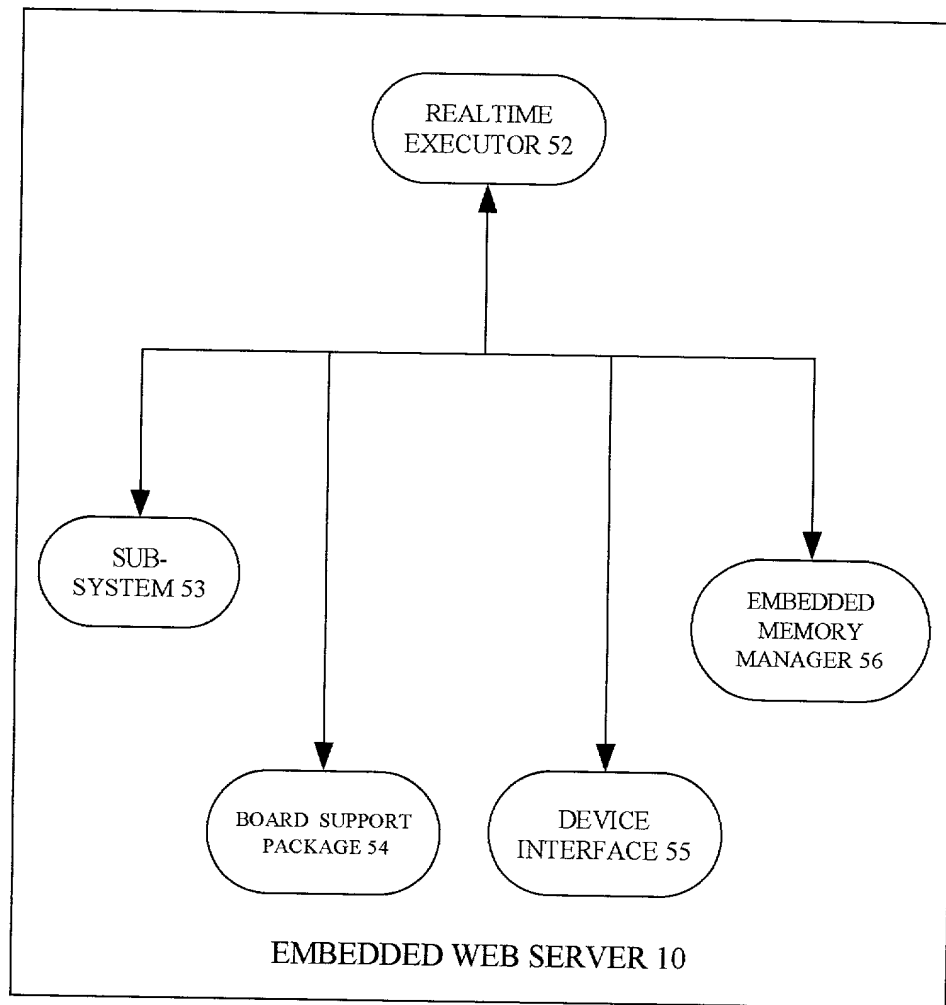 REALTIME
EXECUTOR 52
SUB-
SYSTEM 53
EMBEDDED
MEMORY
MANAGER 56
BOARD SUPPORT
PACKAGE 54
DEVICE
INTERFACE 55
EMBEDDED WEB SERVER 10